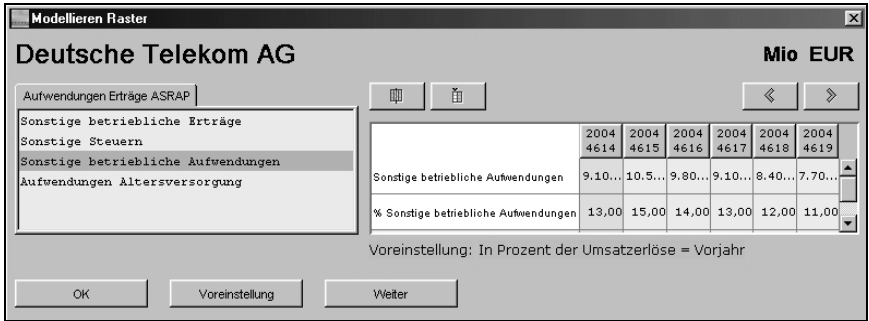 Modellieren Raster
Deutsche Telekom AG Mio EUR
Aufwendungen Erträge ASRAP
Sonstige betriebliche Erträge
Sonstige Steuern
Sonstige betriebliche Aufwendungen
Aufwendungen Altersversorgung
2004 2004 2004 2004 2004 2004
4614 4615 4616 4617 4618 4619
Sonstige betriebliche Aufwendungen 9.10... 10.5... 9.80... 9.10... 8.40... 7.70...
% Sonstige betriebliche Aufwendungen 13,00 15,00 14,00 13,00 12,00 11,00
Voreinstellung: In Prozent der Umsatzerlöse = Vorjahr
OK Voreinstellung Weiter